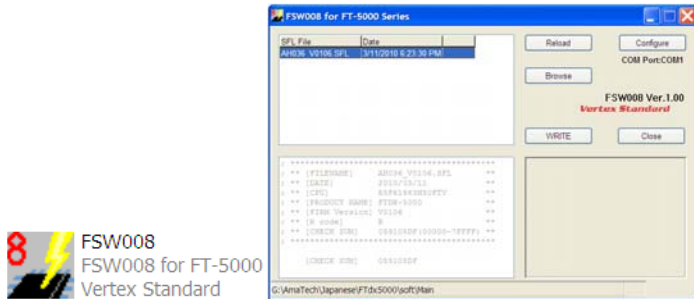 FSW008 for FT-5000 Series
SFL File Date
AH036_V0106.SFL 3/11/2010 6:23:30 PM
Reload Configure
COM Port:COM1
Browse
FSW008 Ver.1.00
Vertex Standard
WRITE Close
; ** [FILENAME] AH036_V0106.SFL **
; ** [DATE] 2010/03/11 **
; ** [CPU] **
; ** [PRODUCT NAME] FTDX-5000 **
; ** [FIRM Version] V0106 **
; ** [R code] R **
; ** [CHECK SUM] **
[CHECK SUM]
G:\AmaTech\Japanese\FTdx5000\soft\Main
8
FSW008
FSW008 for FT-5000
Vertex Standard